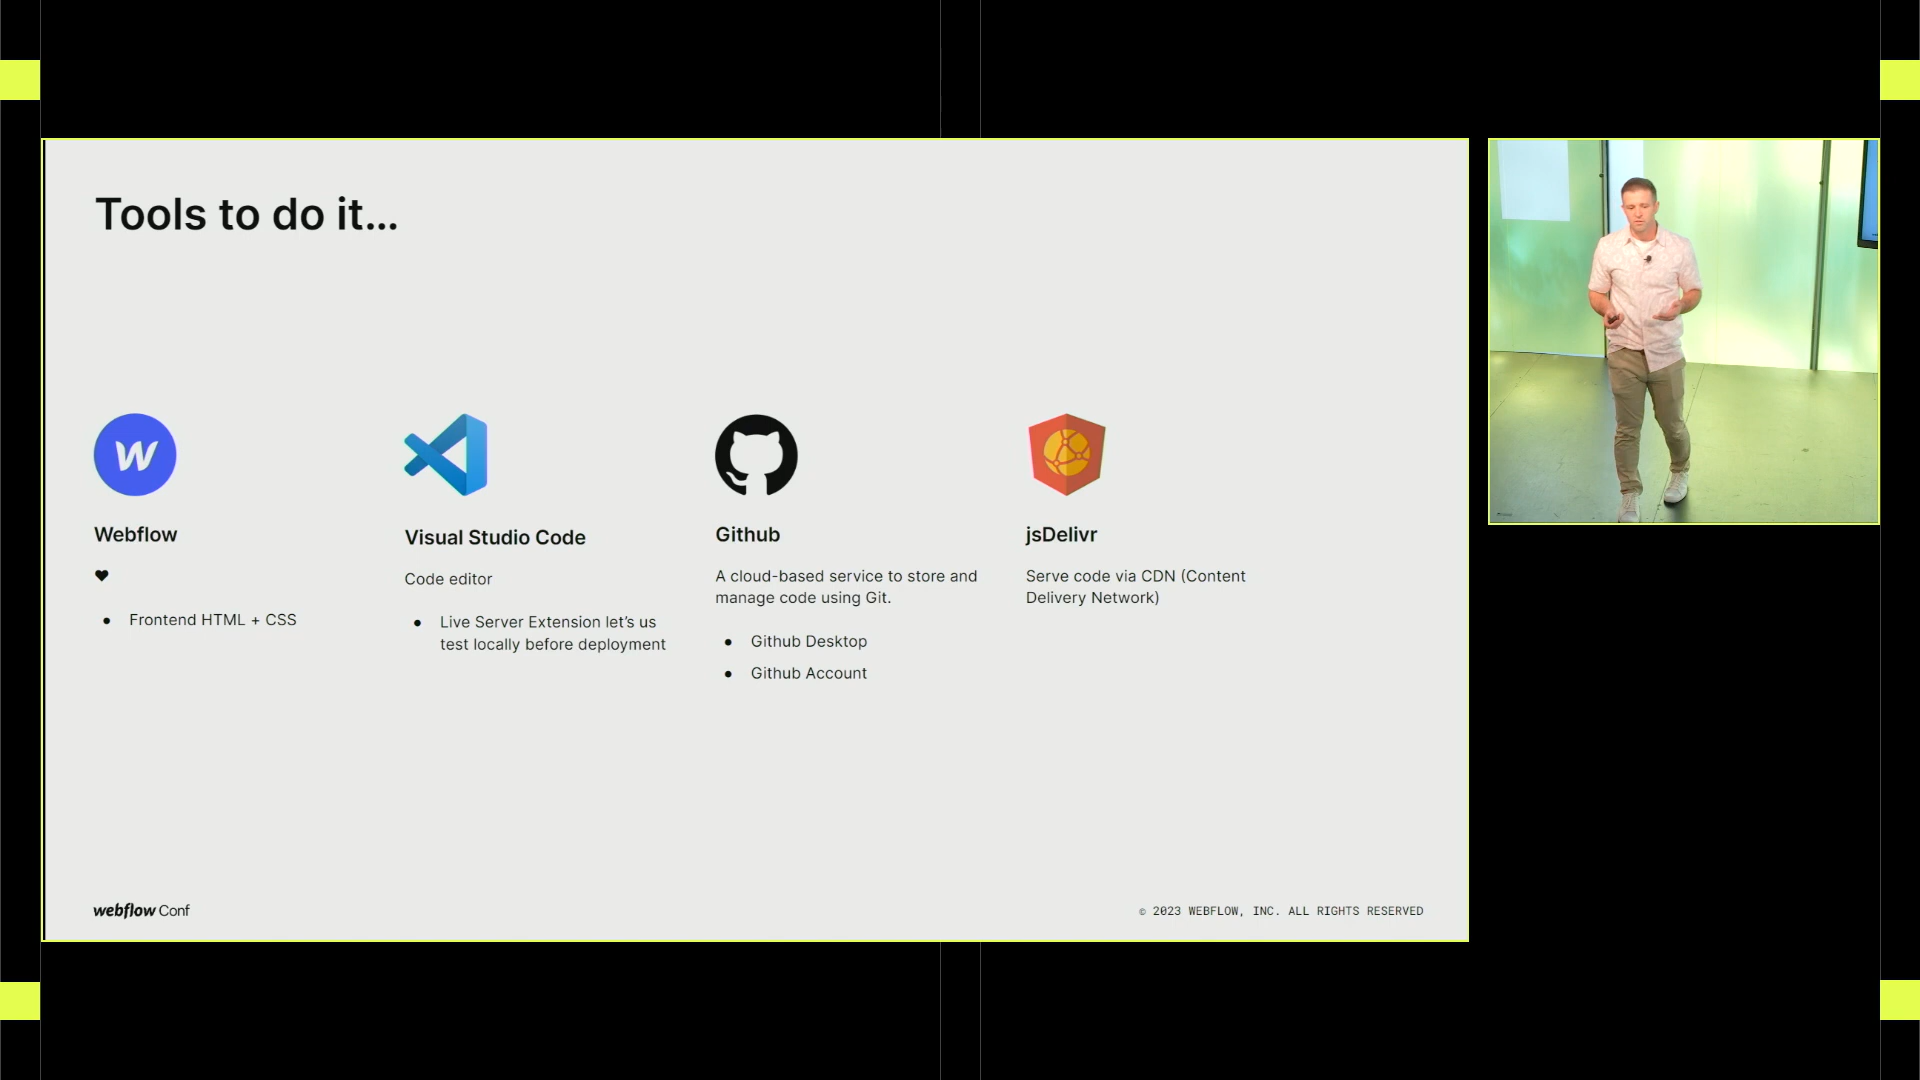 Tools to do it...
Webflow
♥
● Frontend HTML + CSS
Visual Studio Code
Code editor
● Live Server Extension let's us
test locally before deployment
Github
A cloud-based service to store and
manage code using Git.
● Github Desktop
● Github Account
jsDelivr
Serve code via CDN (Content
Delivery Network)
webflow Conf
© 2023 WEBFLOW, INC. ALL RIGHTS RESERVED